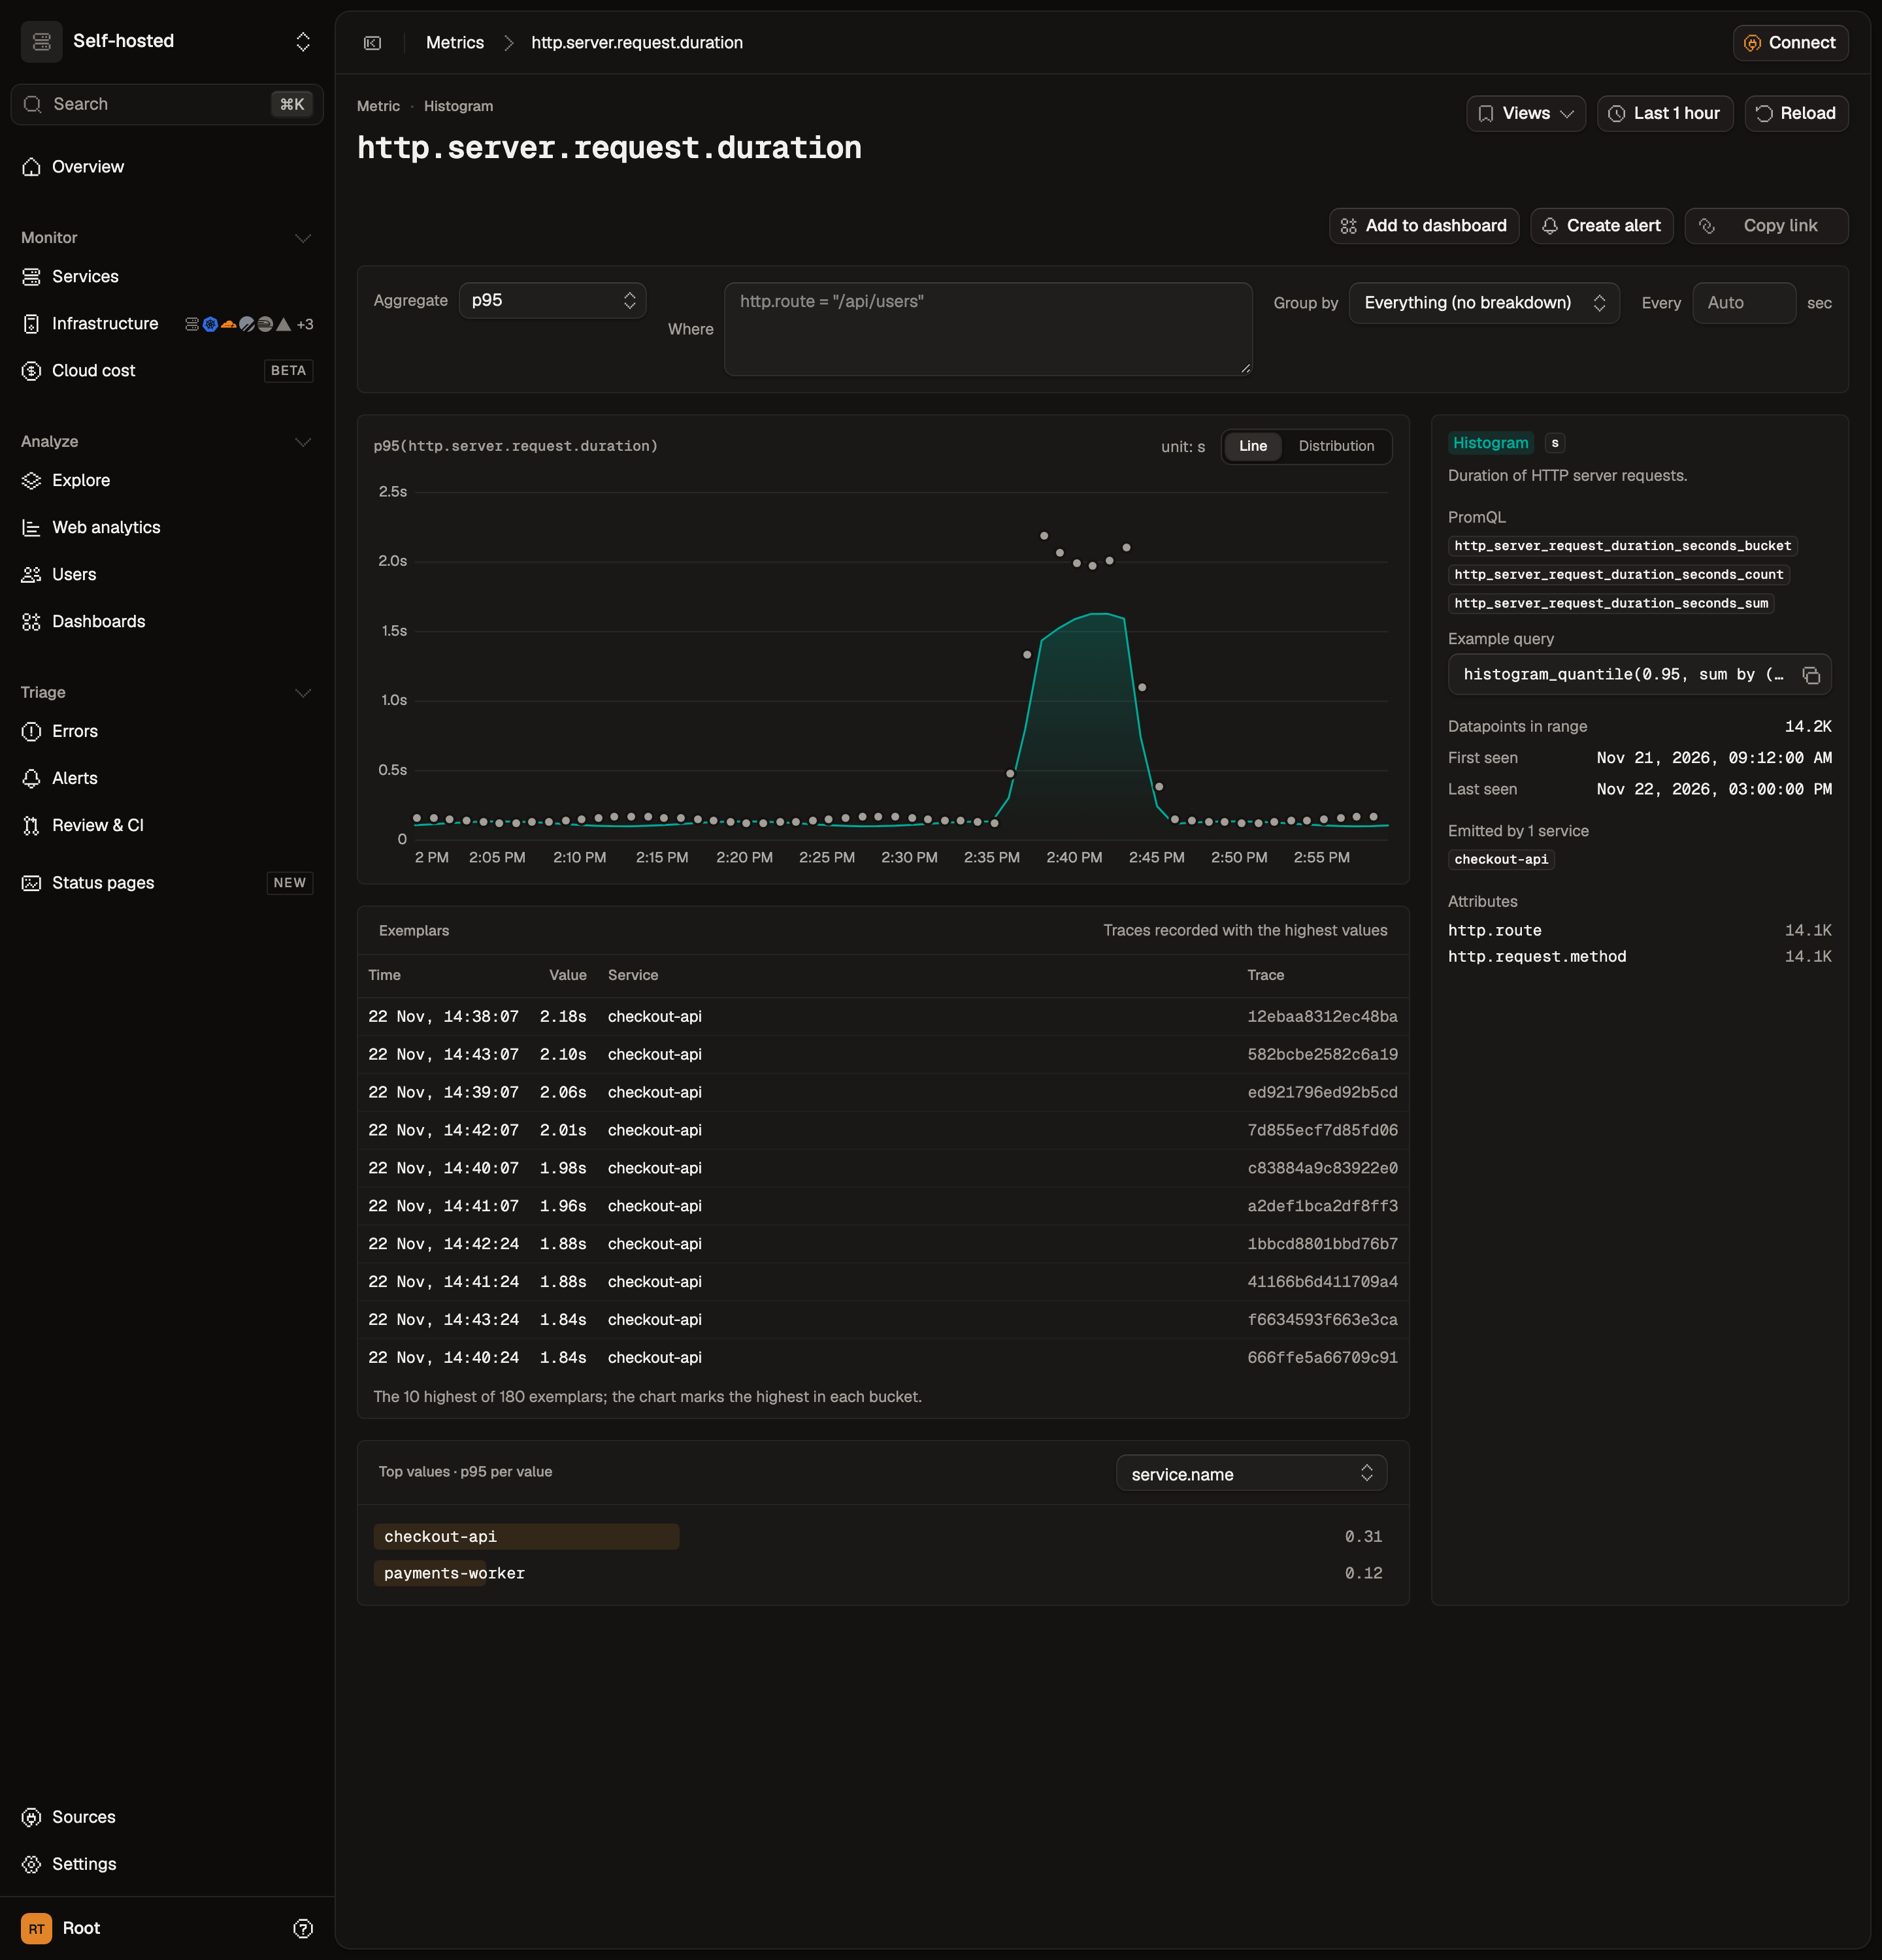 Self-hosted
Search
⌘K
Overview
Monitor
Services
Infrastructure
+3
Cloud cost
BETA
Analyze
Explore
Web analytics
Users
Dashboards
Triage
Errors
Alerts
Review & CI
Status pages
NEW
Sources
Settings
RT
Root
Metrics
http.server.request.duration
Connect
Metric · Histogram
http.server.request.duration
Views
Last 1 hour
Reload
Add to dashboard
Create alert
Copy link
Aggregate
p95
Where
http.route = "/api/users"
Group by
Everything (no breakdown)
Every
Auto
sec
p95(http.server.request.duration)
unit: s
Line
Distribution
2.5s
2.0s
1.5s
1.0s
0.5s
0
2 PM
2:05 PM
2:10 PM
2:15 PM
2:20 PM
2:25 PM
2:30 PM
2:35 PM
2:40 PM
2:45 PM
2:50 PM
2:55 PM
Exemplars
Traces recorded with the highest values
Time Value Service Trace
22 Nov, 14:38:07 2.18s checkout-api 12ebaa8312ec48ba
22 Nov, 14:43:07 2.10s checkout-api 582bcbe2582c6a19
22 Nov, 14:39:07 2.06s checkout-api ed921796ed92b5cd
22 Nov, 14:42:07 2.01s checkout-api 7d855ecf7d85fd06
22 Nov, 14:40:07 1.98s checkout-api c83884a9c83922e0
22 Nov, 14:41:07 1.96s checkout-api a2def1bca2df8ff3
22 Nov, 14:42:24 1.88s checkout-api 1bbcd8801bbd76b7
22 Nov, 14:41:24 1.88s checkout-api 41166b6d411709a4
22 Nov, 14:43:24 1.84s checkout-api f6634593f663e3ca
22 Nov, 14:40:24 1.84s checkout-api 666ffe5a66709c91
The 10 highest of 180 exemplars; the chart marks the highest in each bucket.
Top values · p95 per value
service.name
checkout-api 0.31
payments-worker 0.12
Histogram
s
Duration of HTTP server requests.
PromQL
http_server_request_duration_seconds_bucket
http_server_request_duration_seconds_count
http_server_request_duration_seconds_sum
Example query
histogram_quantile(0.95, sum by (…
Datapoints in range 14.2K
First seen Nov 21, 2026, 09:12:00 AM
Last seen Nov 22, 2026, 03:00:00 PM
Emitted by 1 service
checkout-api
Attributes
http.route 14.1K
http.request.method 14.1K